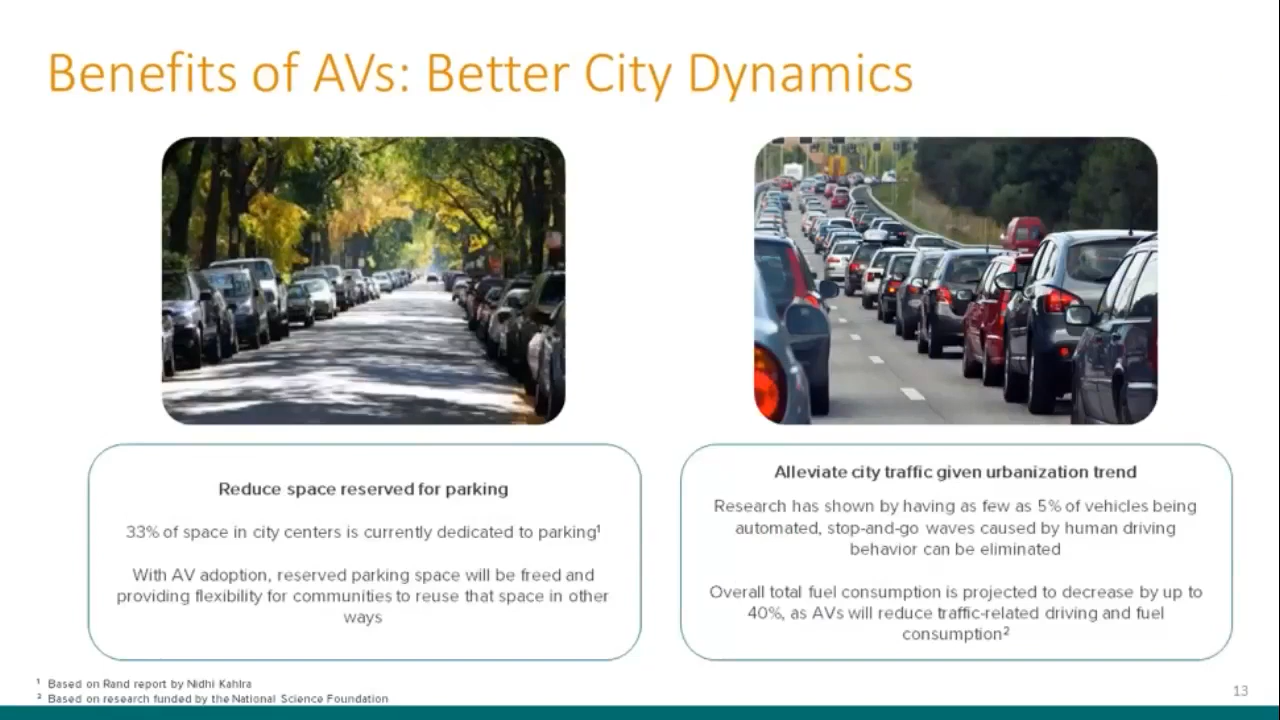 Benefits of AVs: Better City Dynamics
Reduce space reserved for parking
33% of space in city centers is currently dedicated to parking¹
With AV adoption, reserved parking space will be freed and
providing flexibility for communities to reuse that space in other
ways
Alleviate city traffic given urbanization trend
Research has shown by having as few as 5% of vehicles being
automated, stop-and-go waves caused by human driving
behavior can be eliminated
Overall total fuel consumption is projected to decrease by up to
40%, as AVs will reduce traffic-related driving and fuel
consumption²
¹ Based on Rand report by Nidhi Kahlra
² Based on research funded by the National Science Foundation
13